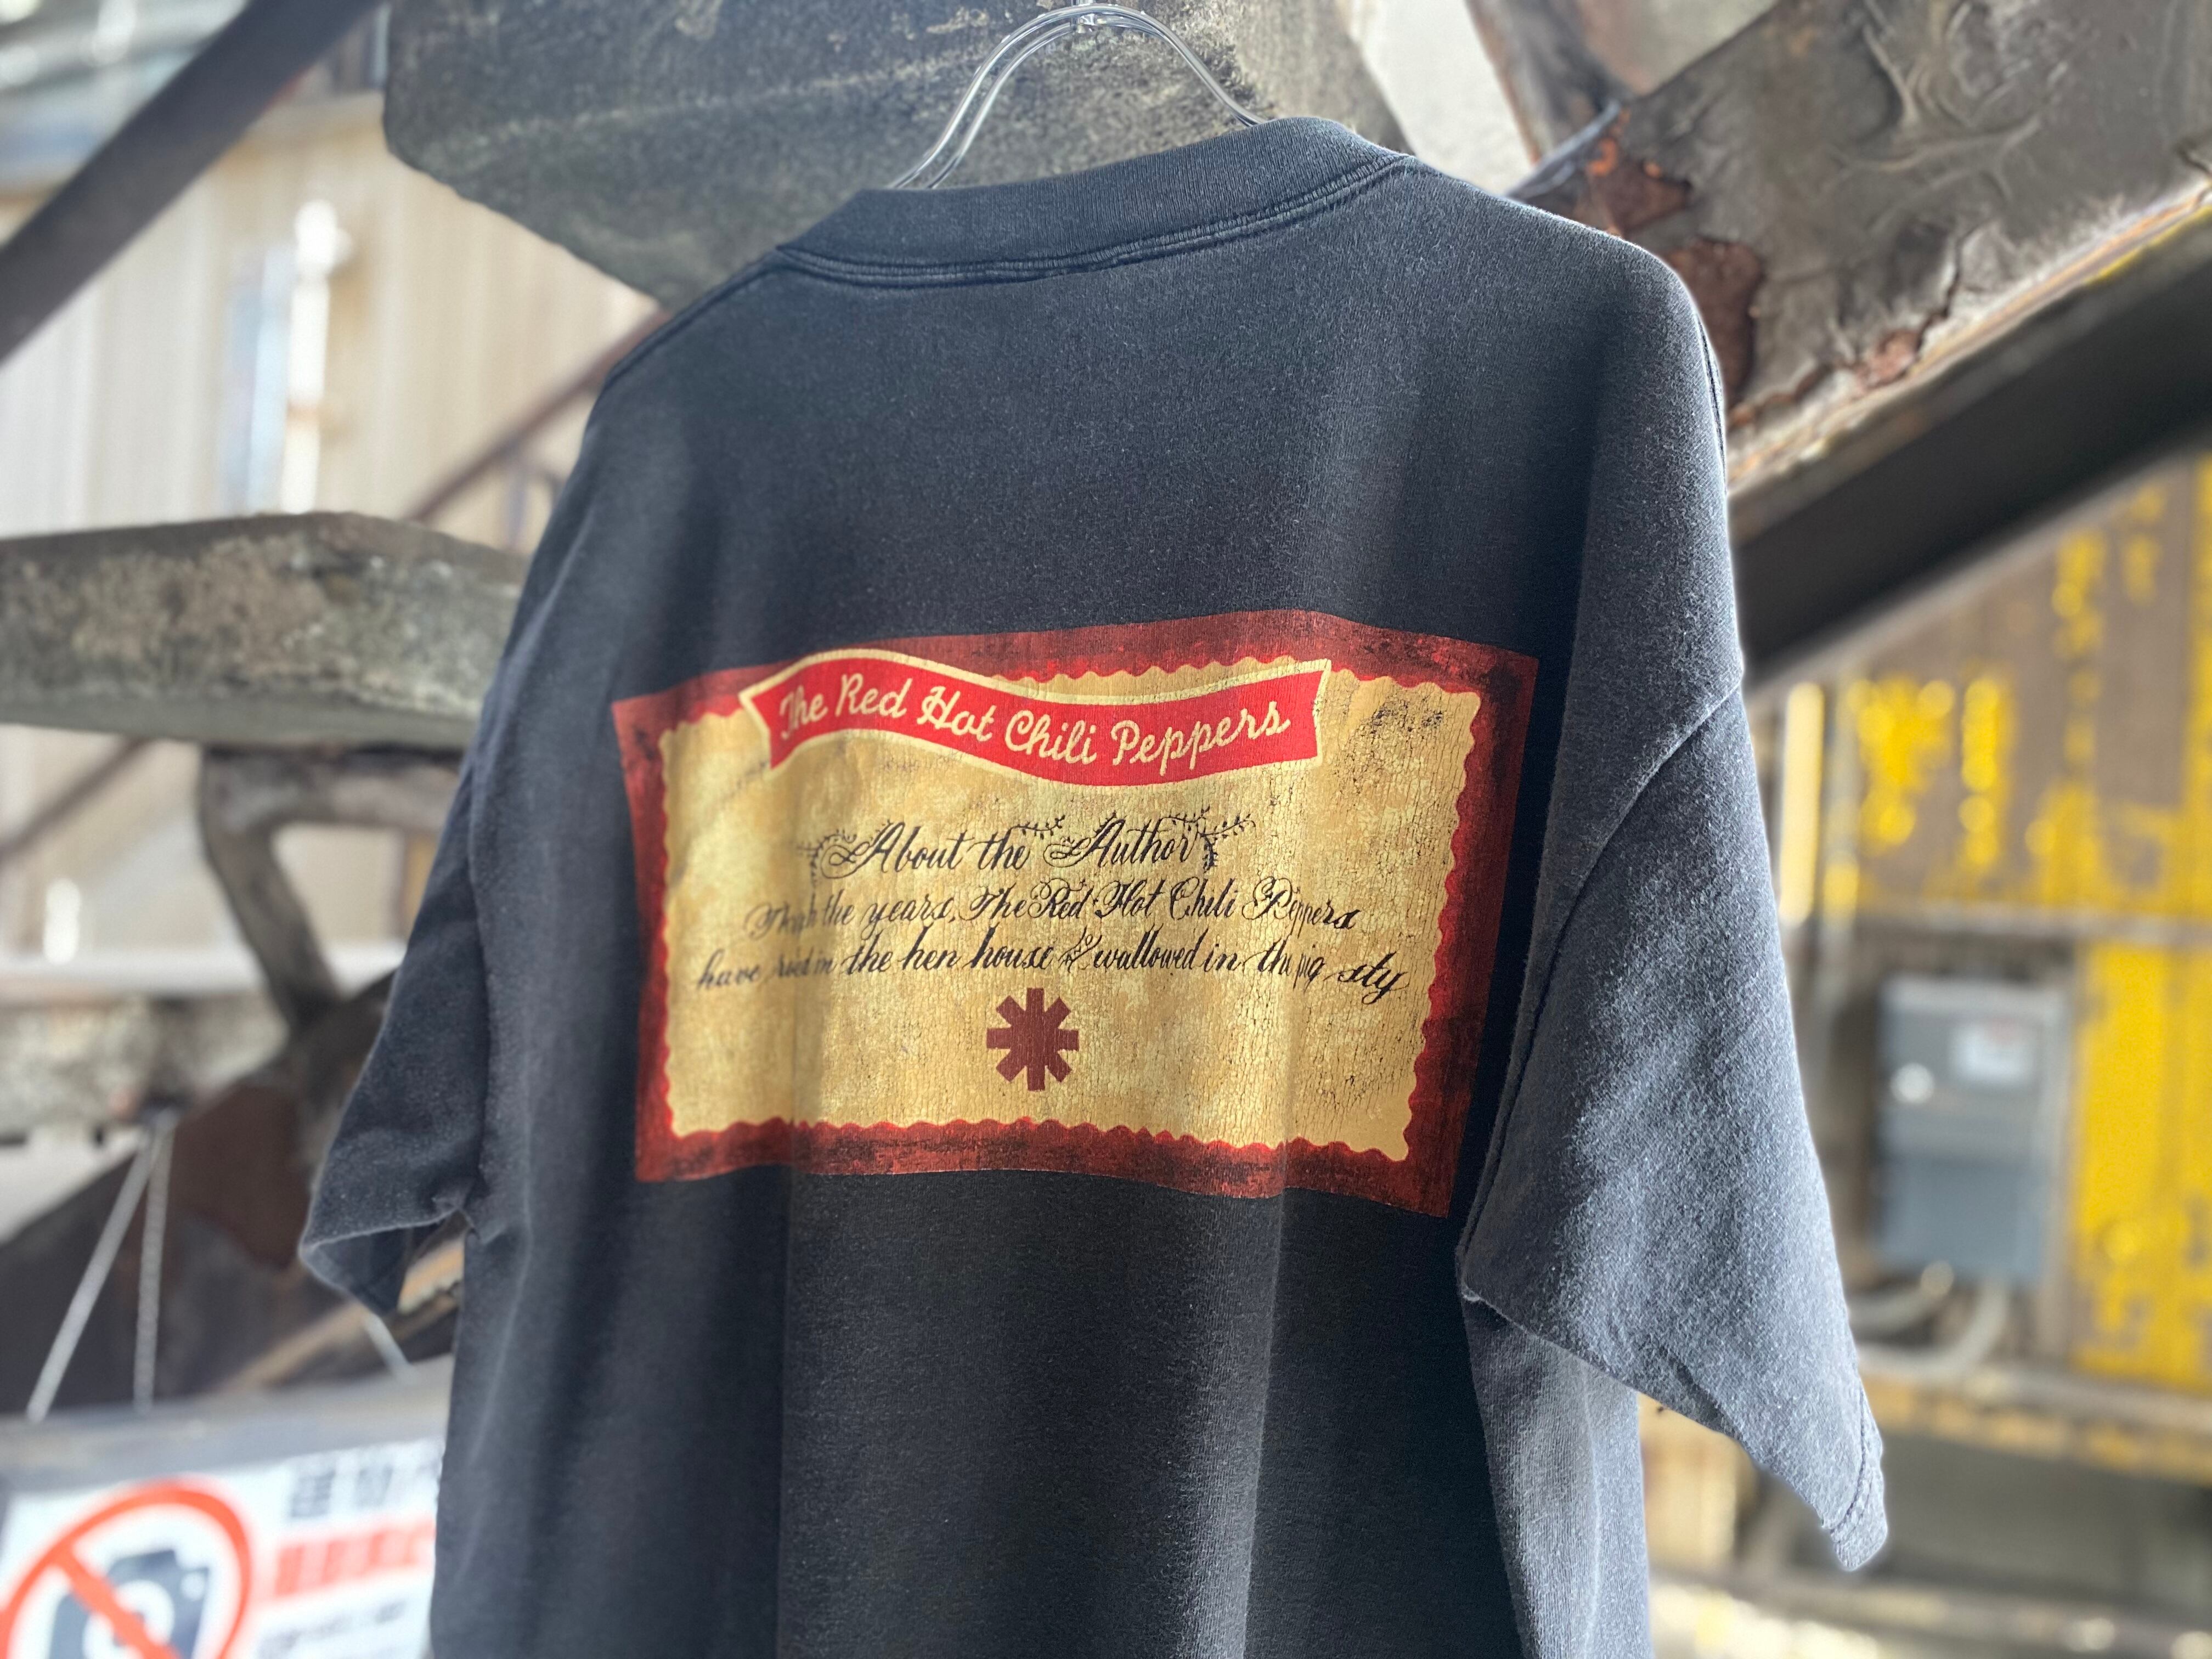 The Red Hot Chili Peppers
About the Author
the years, The Red Hot Chili Peppers
have in the hen house & wallowed in the pig sty